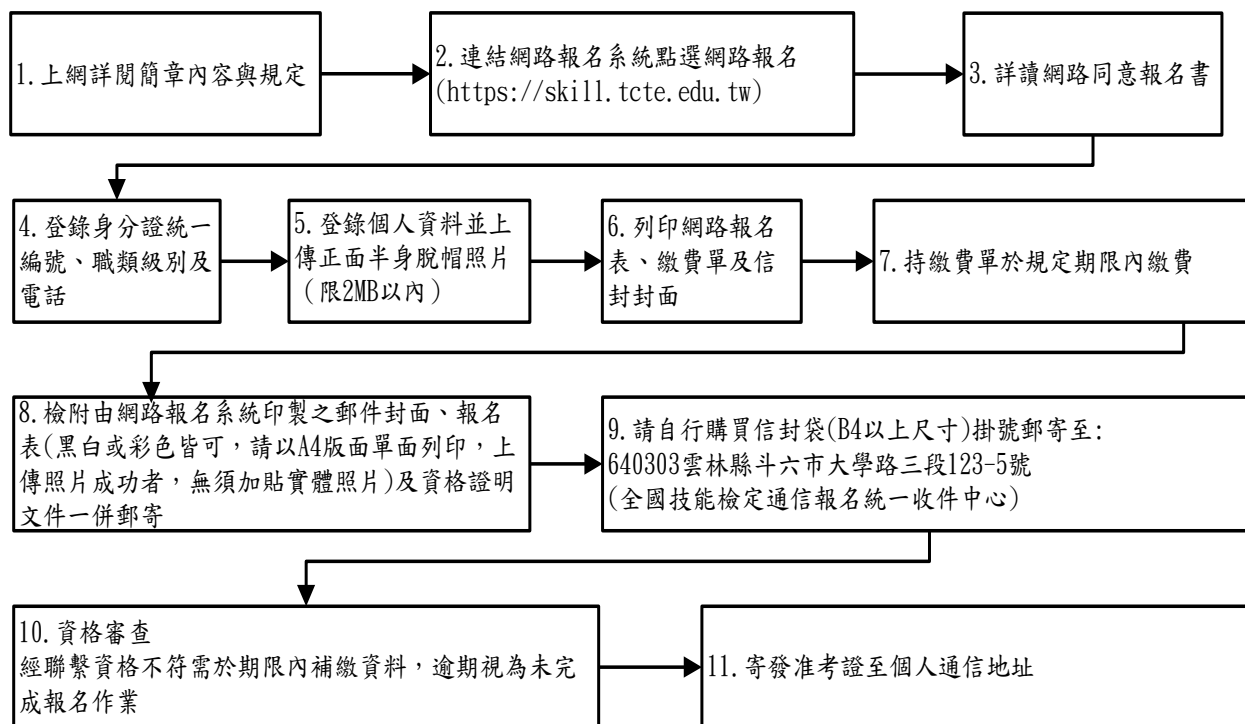 1.上網詳閱簡章內容與規定
2.連結網路報名系統點選網路報名
(https://skill.tcte.edu.tw)
3.詳讀網路同意報名書
4.登錄身分證統一
編號、職類級別及
電話
5.登錄個人資料並上
傳正面半身脫帽照片
(限2MB以內)
6.列印網路報名
表、繳費單及信
封封面
7.持繳費單於規定期限內繳費
8.檢附由網路報名系統印製之郵件封面、報名
表(黑白或彩色皆可，請以A4版面單面列印，上
傳照片成功者，無須加貼實體照片)及資格證明
文件一併郵寄
9.請自行購買信封袋(B4以上尺寸)掛號郵寄至:
640303雲林縣斗六市大學路三段123-5號
(全國技能檢定通信報名統一收件中心)
10.資格審查
經聯繫資格不符需於期限內補繳資料，逾期視為未完
成報名作業
11.寄發准考證至個人通信地址